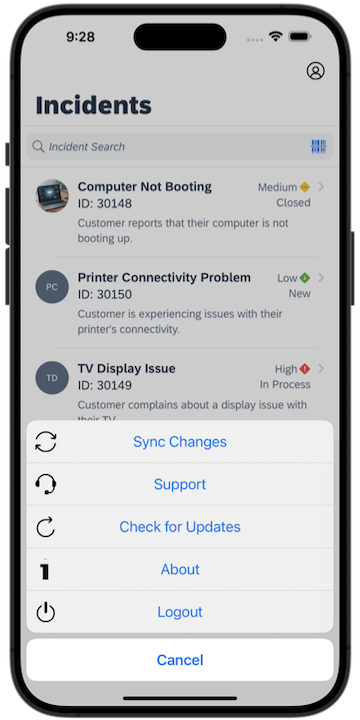 9:28
Incidents
Incident Search
Computer Not Booting Medium
ID: 30148 Closed
Customer reports that their computer is not
booting up.
PC Printer Connectivity Problem Low
ID: 30150 New
Customer is experiencing issues with their
printer's connectivity.
TD TV Display Issue High
ID: 30149 In Process
Customer complains about a display issue with
their TV
Sync Changes
Support
Check for Updates
About
Logout
Cancel